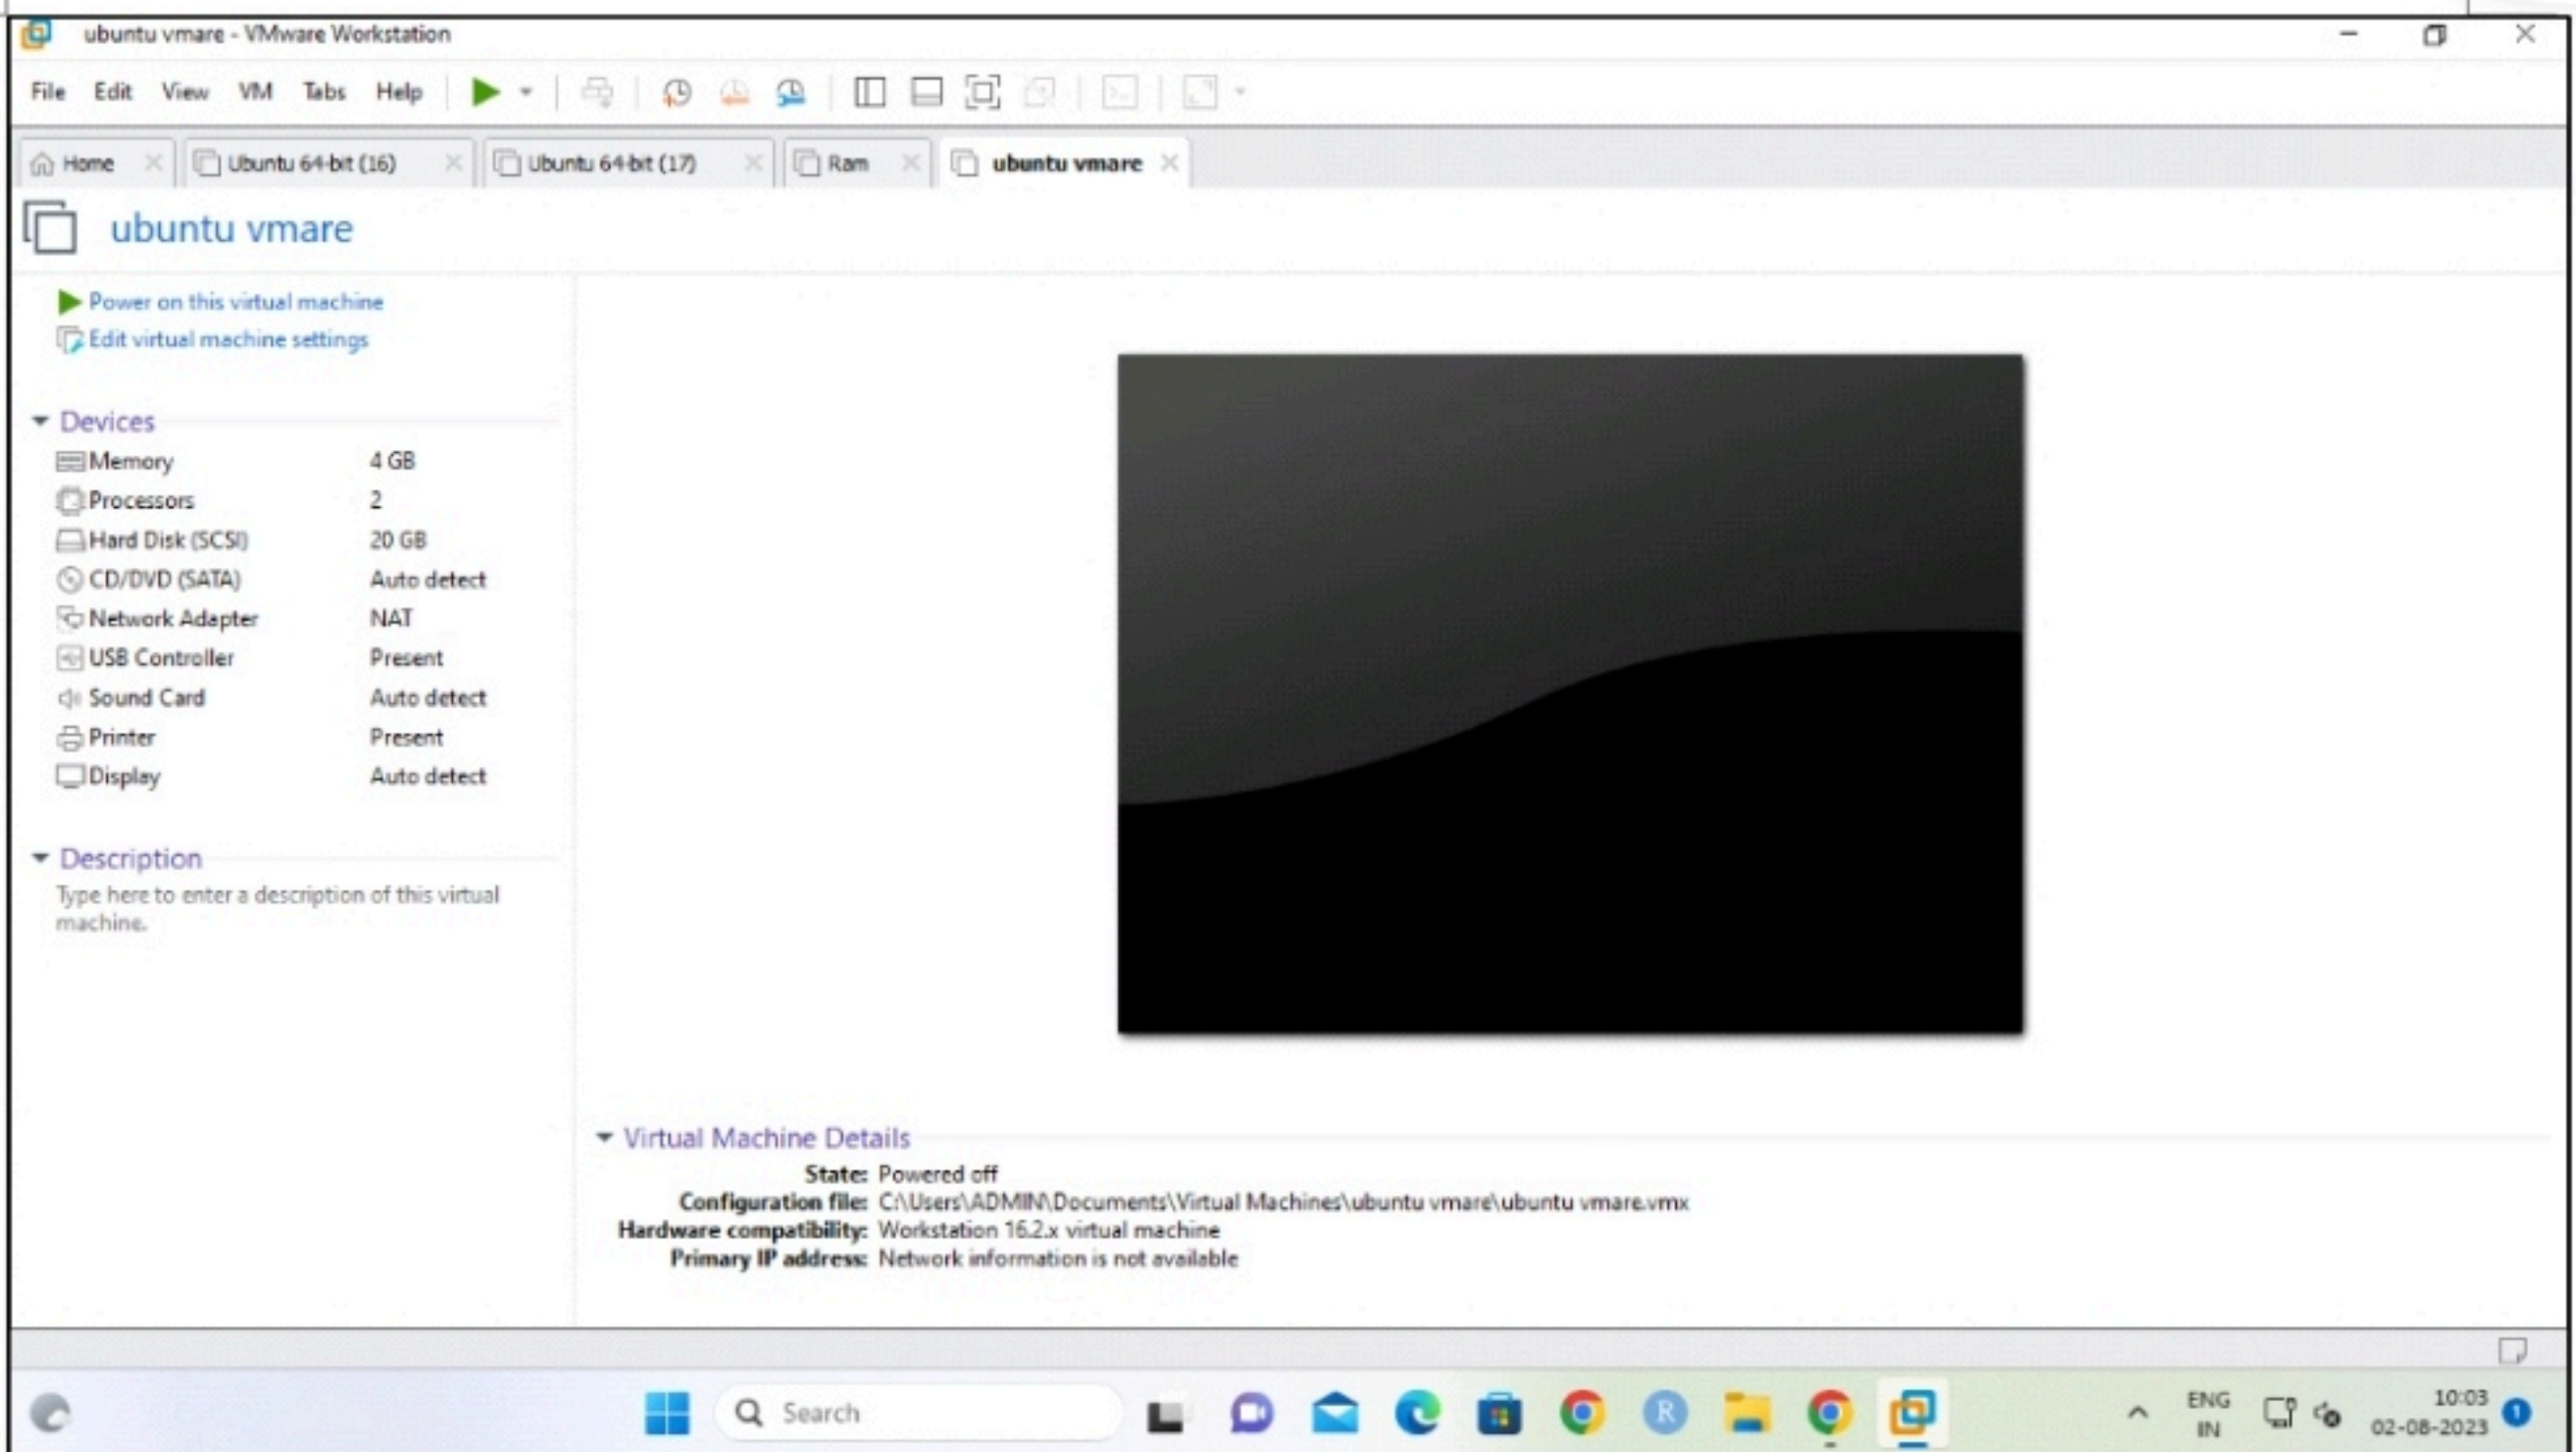 ubuntu vmare - VMware Workstation
File Edit View VM Tabs Help
Home Ubuntu 64-bit (16) Ubuntu 64-bit (17) Ram ubuntu vmare
ubuntu vmare
Power on this virtual machine
Edit virtual machine settings
Devices
Memory 4 GB
Processors 2
Hard Disk (SCSI) 20 GB
CD/DVD (SATA) Auto detect
Network Adapter NAT
USB Controller Present
Sound Card Auto detect
Printer Present
Display Auto detect
Description
Type here to enter a description of this virtual
machine.
Virtual Machine Details
State: Powered off
Configuration file: C:\Users\ADMIN\Documents\Virtual Machines\ubuntu vmare\ubuntu vmare.vmx
Hardware compatibility: Workstation 16.2.x virtual machine
Primary IP address: Network information is not available
Search
R
ENG
IN
10:03
02-08-2023
1